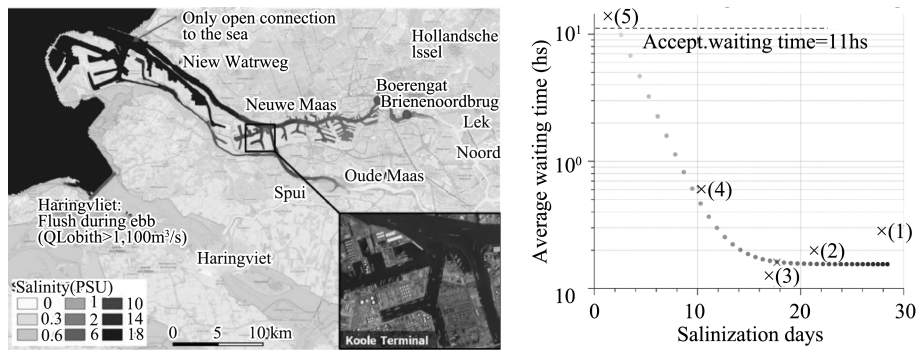 Only open connection
to the sea
Niew Watrweg
Hollandsche
Issel
Neuwe Maas
Boerengat
Brienenoordbrug
Lek
Noord
Oude Maas
Spui
Haringvliet:
Flush during ebb
(QLobith>1,100m³/s)
Haringvliet
Salinity(PSU)
0 1 10
0.3 2 14
0.6 6 18
0 5 10 km
Koole Terminal
Average waiting time (hs)
10¹
10⁰
10
×(5)
Accept.waiting time=11hs
×(4)
×(1)
×(2)
×(3)
0 10 20 30
Salinization days